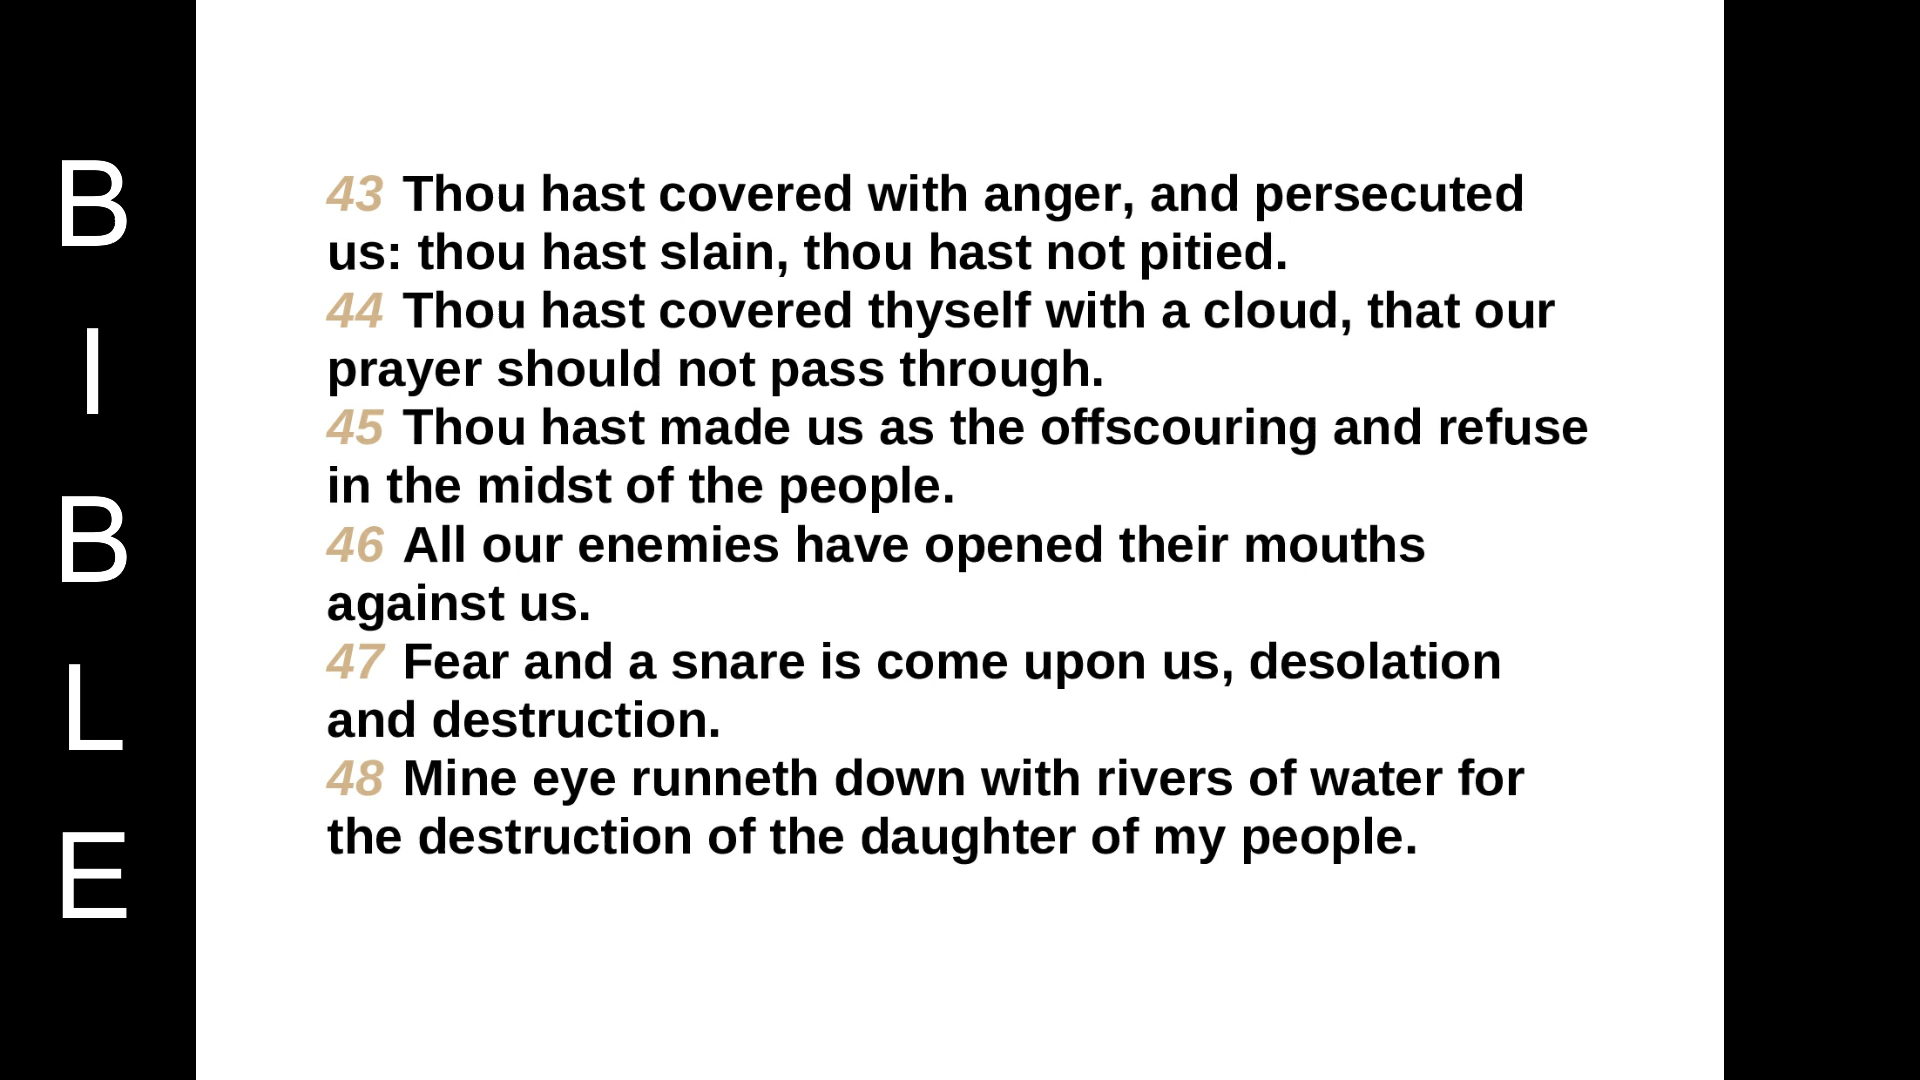 B
I
B
L
E
43 Thou hast covered with anger, and persecuted
us: thou hast slain, thou hast not pitied.
44 Thou hast covered thyself with a cloud, that our
prayer should not pass through.
45 Thou hast made us as the offscouring and refuse
in the midst of the people.
46 All our enemies have opened their mouths
against us.
47 Fear and a snare is come upon us, desolation
and destruction.
48 Mine eye runneth down with rivers of water for
the destruction of the daughter of my people.